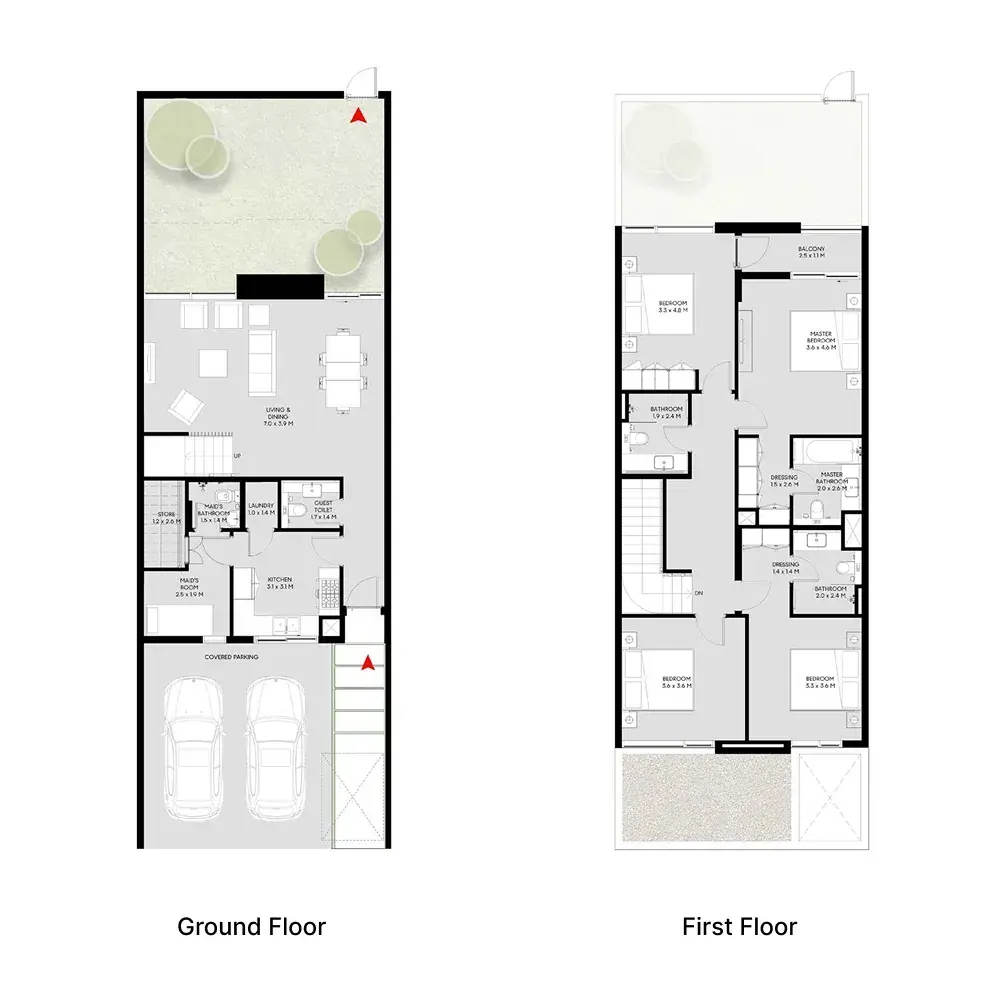 LIVING &
DINING
7.0 x 3.9 M
UP
STORE
1.2 x 2.6 M
MAID'S
BATHROOM
1.5 x 1.4 M
LAUNDRY
1.0 x 1.4 M
GUEST
TOILET
1.7 x 1.4 M
MAID'S
ROOM
2.5 x 1.9 M
KITCHEN
3.1 x 3.1 M
COVERED PARKING
Ground Floor
BALCONY
2.5 x 1.1 M
BEDROOM
3.3 x 4.8 M
MASTER
BEDROOM
3.6 x 4.6 M
BATHROOM
1.9 x 2.4 M
DRESSING
1.5 x 2.6 M
MASTER
BATHROOM
2.0 x 2.6 M
DRESSING
1.4 x 1.4 M
BATHROOM
2.0 x 2.4 M
DN
BEDROOM
3.6 x 3.6 M
BEDROOM
3.3 x 3.6 M
First Floor